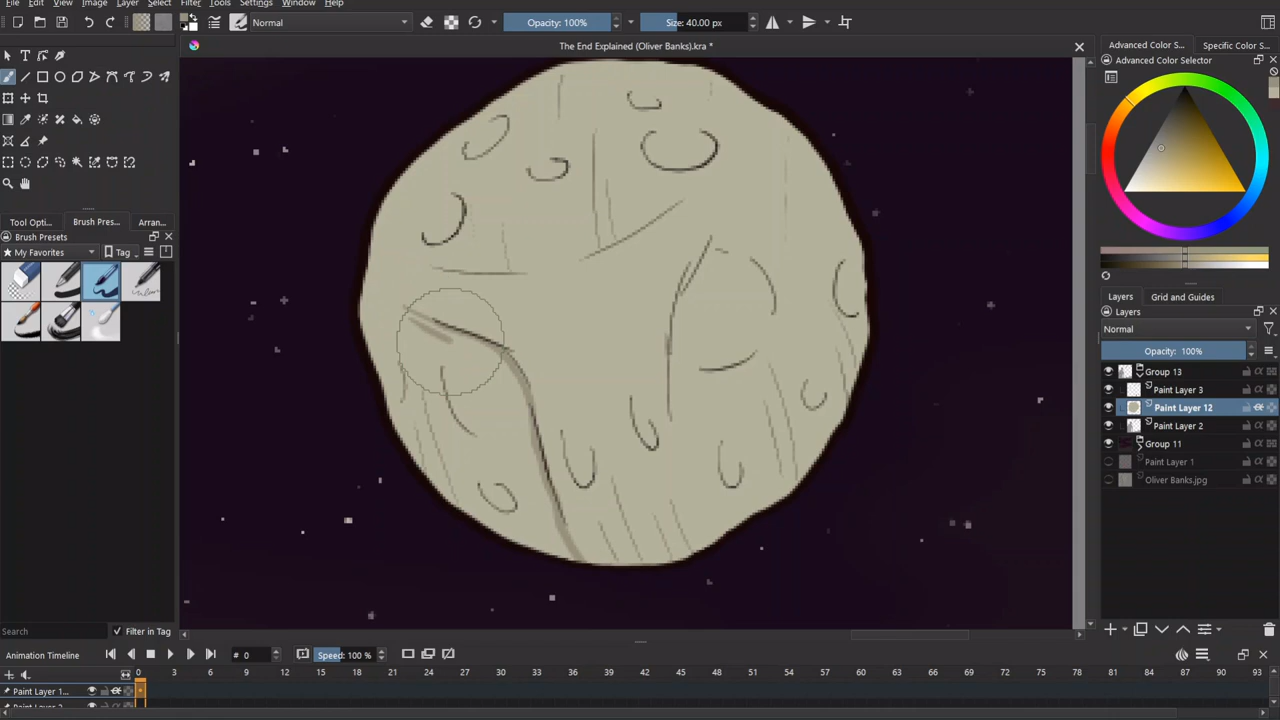 File Edit View Image Layer Select Filter Tools Settings Window Help
Normal Opacity: 100% Size: 40.00 px
The End Explained (Oliver Banks).kra *
Advanced Color S... Specific Color S...
Advanced Color Selector
Tool Opti... Brush Pres... Arran...
Brush Presets
My Favorites Tag
Layers Grid and Guides
Layers
Normal
Opacity: 100%
Group 13
Paint Layer 3
Paint Layer 12
Paint Layer 2
Group 11
Paint Layer 1
Oliver Banks.jpg
Search Filter in Tag
Animation Timeline # 0 Speed: 100 %
0 3 6 9 12 15 18 21 24 27 30 33 36 39 42 45 48 51 54 57 60 63 66 69 72 75 78 81 84 87 90 93
Paint Layer 1...